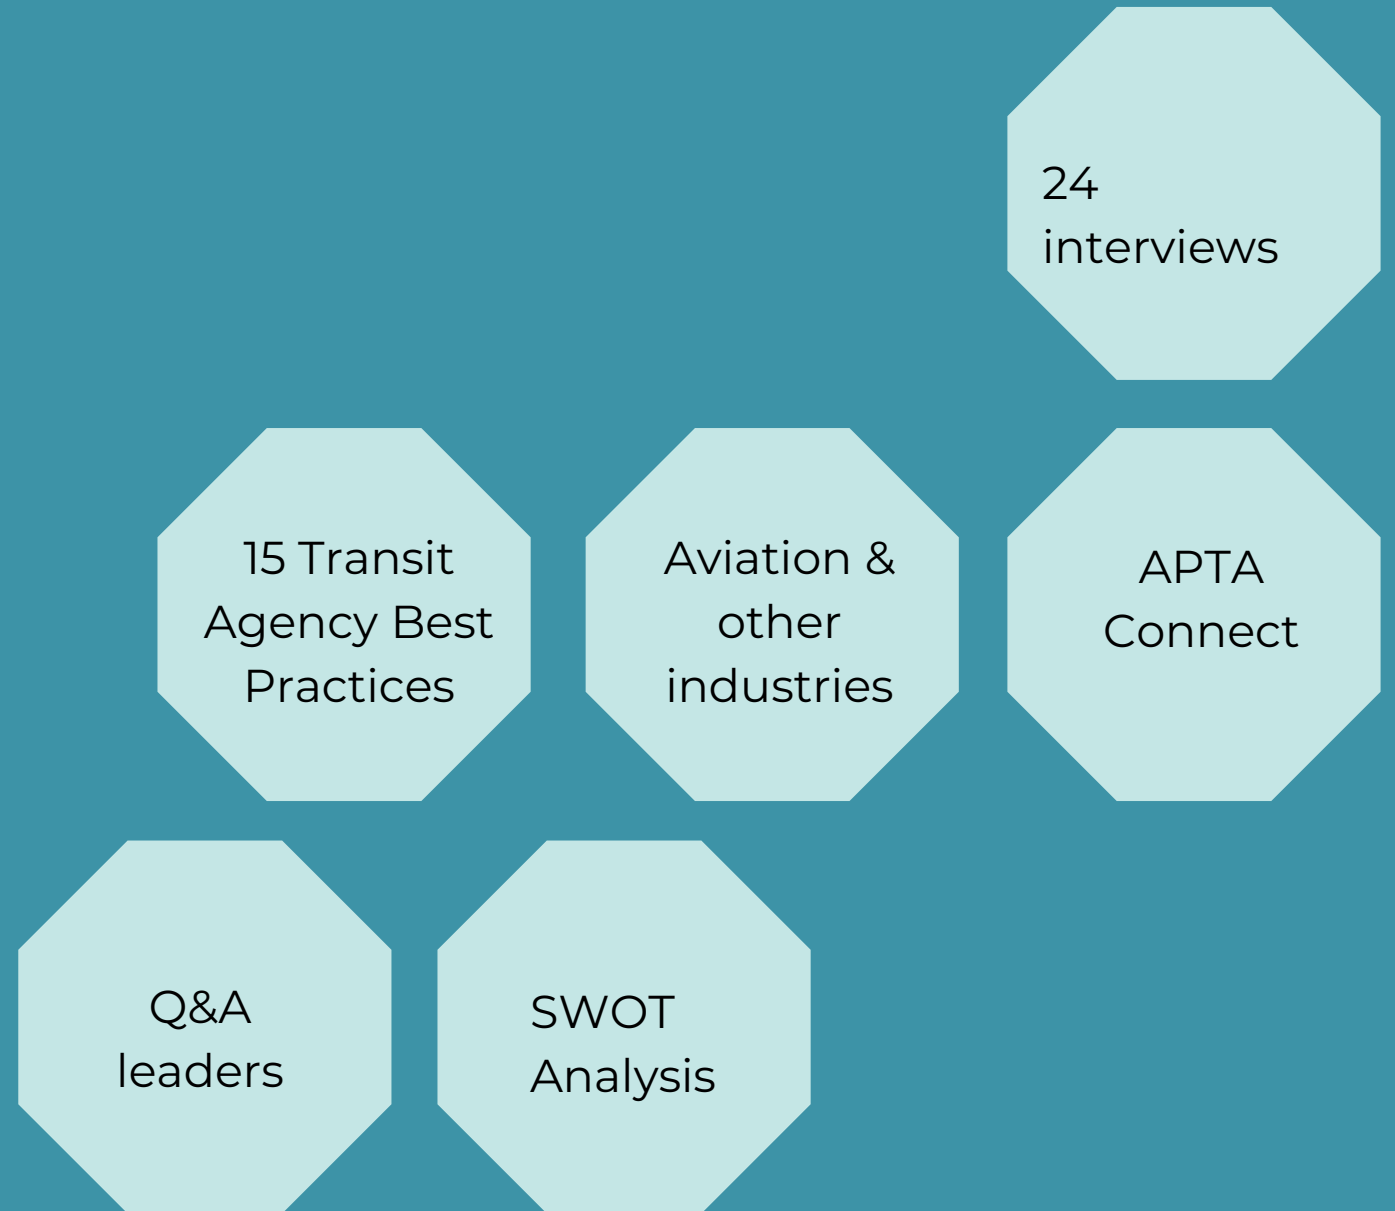 24
interviews
15 Transit
Agency Best
Practices
Aviation &
other
industries
APTA
Connect
Q&A
leaders
SWOT
Analysis